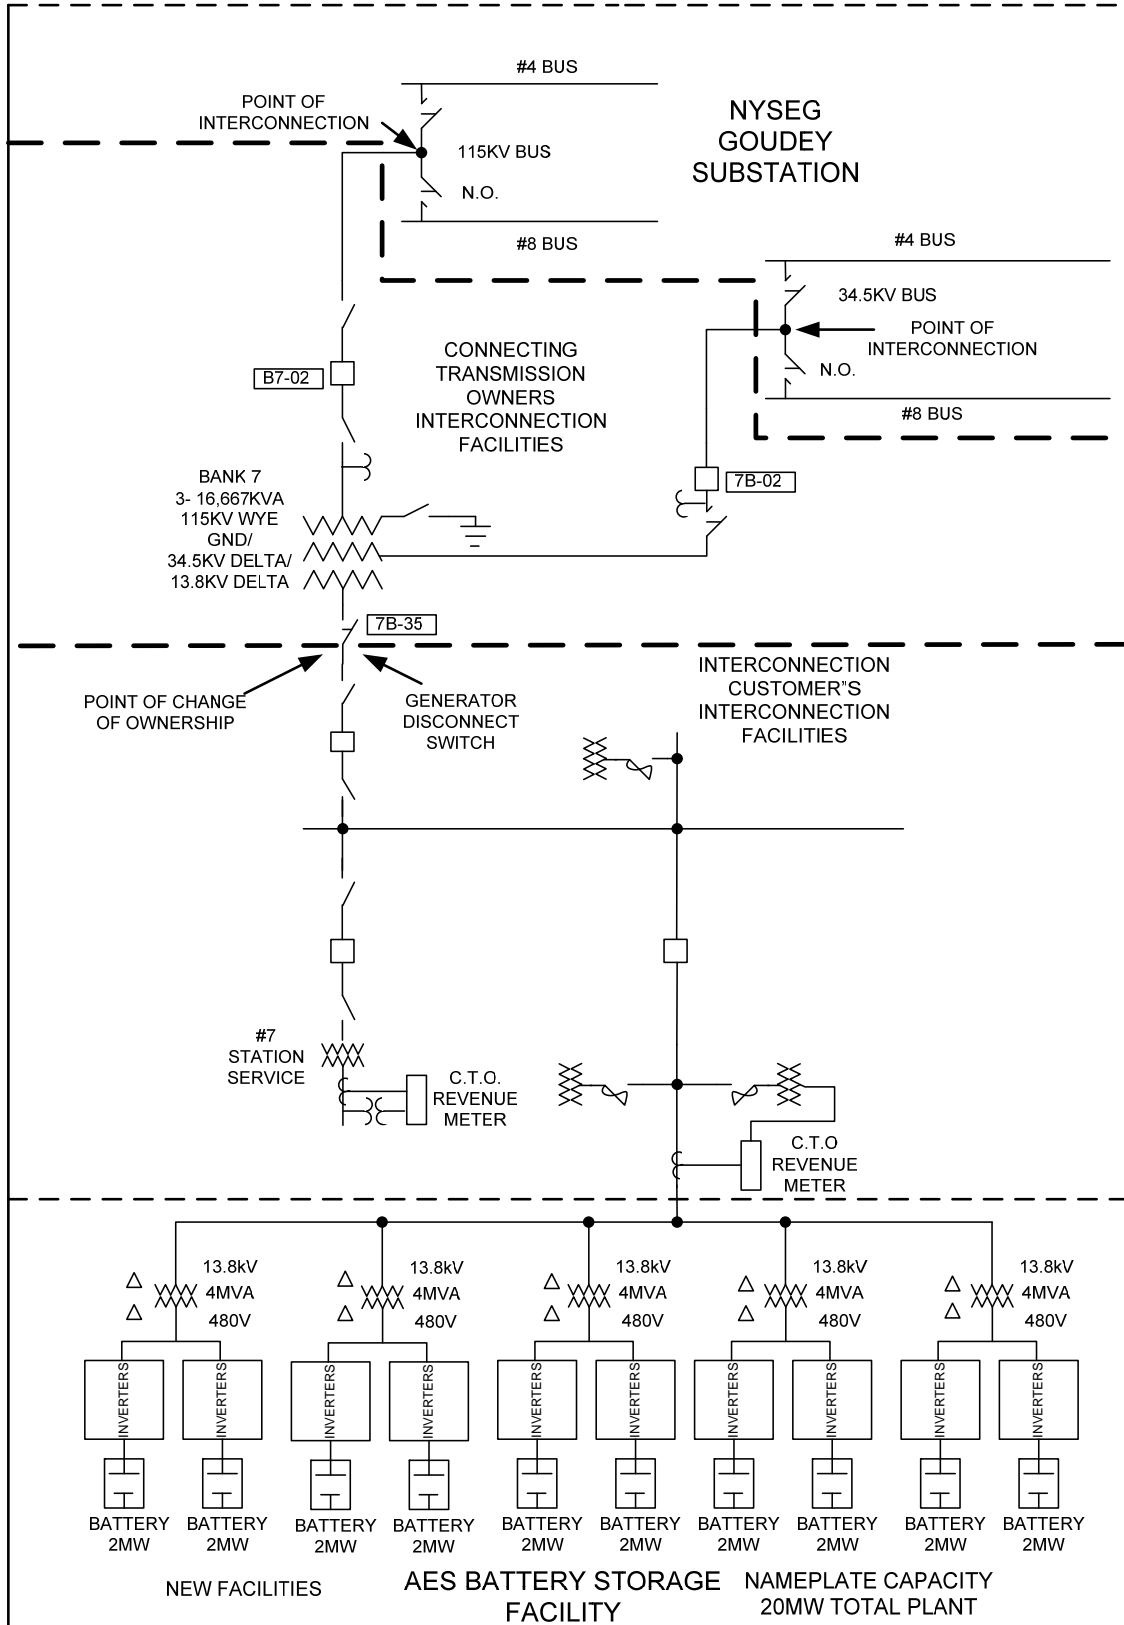 #4 BUS
POINT OF
INTERCONNECTION
115KV BUS
N.O.
#8 BUS
NYSEG
GOUDEY
SUBSTATION
#4 BUS
34.5KV BUS
POINT OF
INTERCONNECTION
N.O.
#8 BUS
CONNECTING
TRANSMISSION
OWNERS
INTERCONNECTION
FACILITIES
B7-02
7B-02
BANK 7
3- 16,667KVA
115KV WYE
GND/
34.5KV DELTA/
13.8KV DELTA
7B-35
POINT OF CHANGE
OF OWNERSHIP
GENERATOR
DISCONNECT
SWITCH
INTERCONNECTION
CUSTOMER"S
INTERCONNECTION
FACILITIES
#7
STATION
SERVICE
C.T.O.
REVENUE
METER
C.T.O
REVENUE
METER
13.8kV
4MVA
480V
13.8kV
4MVA
480V
13.8kV
4MVA
480V
13.8kV
4MVA
480V
13.8kV
4MVA
480V
INVERTERS
INVERTERS
INVERTERS
INVERTERS
INVERTERS
INVERTERS
INVERTERS
INVERTERS
INVERTERS
INVERTERS
BATTERY
2MW
BATTERY
2MW
BATTERY
2MW
BATTERY
2MW
BATTERY
2MW
BATTERY
2MW
BATTERY
2MW
BATTERY
2MW
BATTERY
2MW
BATTERY
2MW
NEW FACILITIES
AES BATTERY STORAGE
FACILITY
NAMEPLATE CAPACITY
20MW TOTAL PLANT